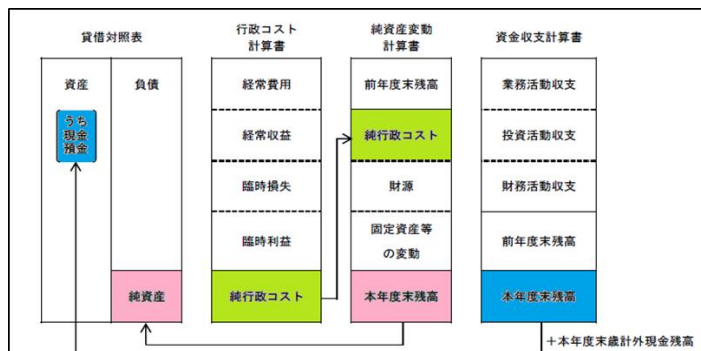 貸借対照表
行政コスト
計算書
純資産変動
計算書
資金収支計算書
資産
負債
うち
現金
預金
純資産
経常費用
経常収益
臨時損失
臨時利益
純行政コスト
前年度末残高
純行政コスト
財源
固定資産等
の変動
本年度末残高
業務活動収支
投資活動収支
財務活動収支
前年度末残高
本年度末残高
+本年度末歳計外現金残高